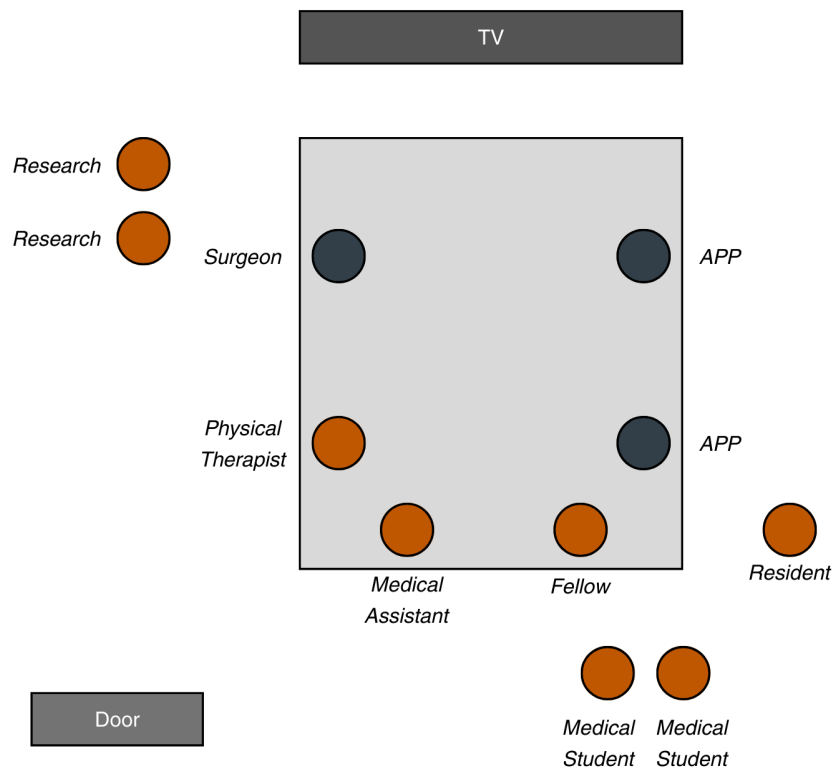 TV
Research
Research
Surgeon
APP
Physical
Therapist
APP
Medical
Assistant
Fellow
Resident
Door
Medical
Student
Medical
Student